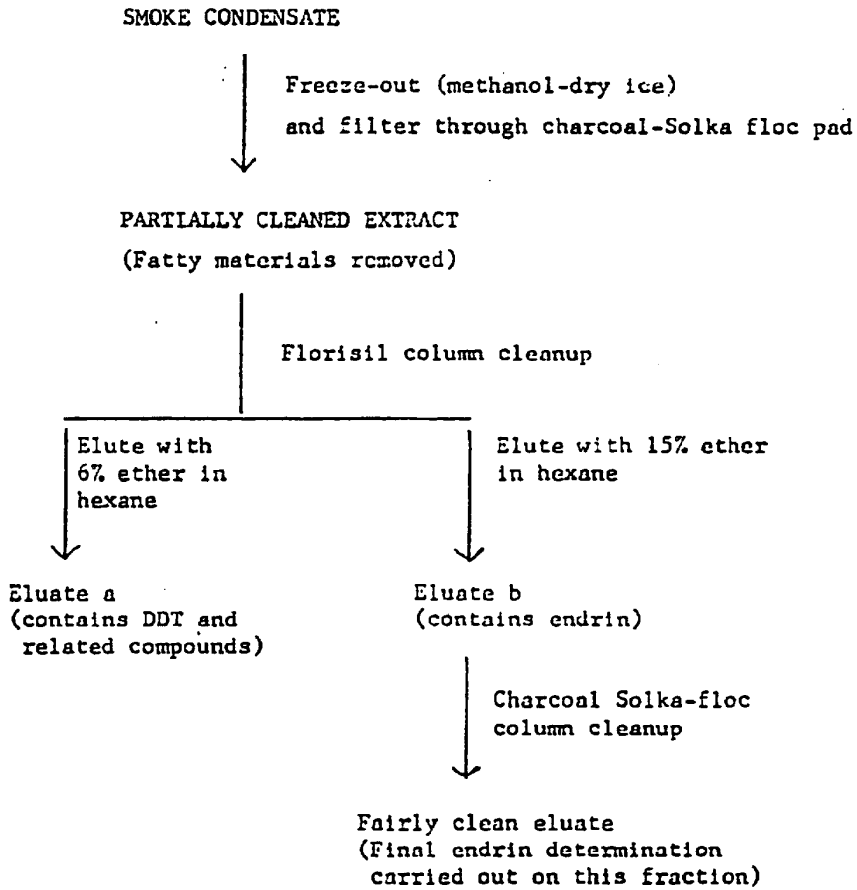 SMOKE CONDENSATE
Freeze-out (methanol-dry ice)
and filter through charcoal-Solka floc pad
PARTIALLY CLEANED EXTRACT
(Fatty materials removed)
Florisil column cleanup
Elute with
6% ether in
hexane
Elute with 15% ether
in hexane
Eluate a
(contains DDT and
related compounds)
Eluate b
(contains endrin)
Charcoal Solka-floc
column cleanup
Fairly clean eluate
(Final endrin determination
carried out on this fraction)